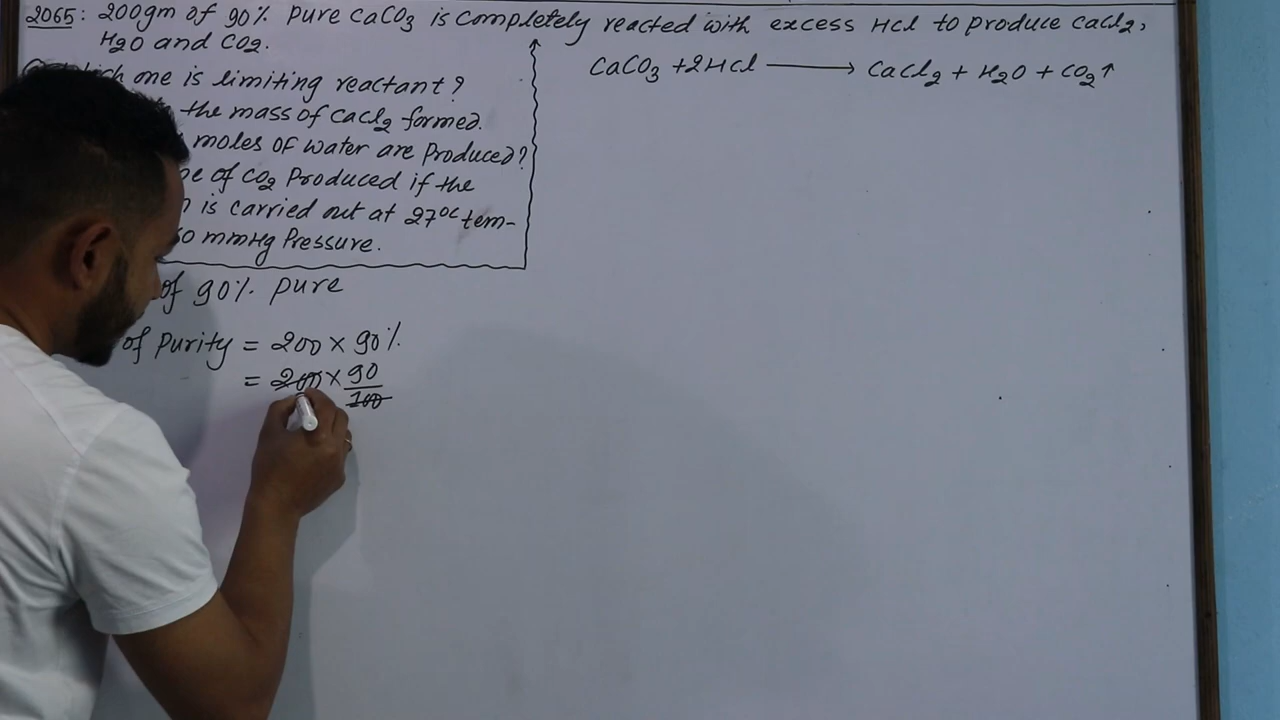 2065: 200gm of 90% pure CaCO3 is completely reacted with excess HCl to produce CaCl2,
H2O and CO2.
one is limiting reactant?
the mass of CaCl2 formed.
moles of water are Produced?
of CO2 Produced if the
is carried out at 27°C tem-
mmHg Pressure.
CaCO3 + 2HCl ⟶ CaCl2 + H2O + CO2↑
of 90% pure
of Purity = 200 × 90%
= 200 × 90/100